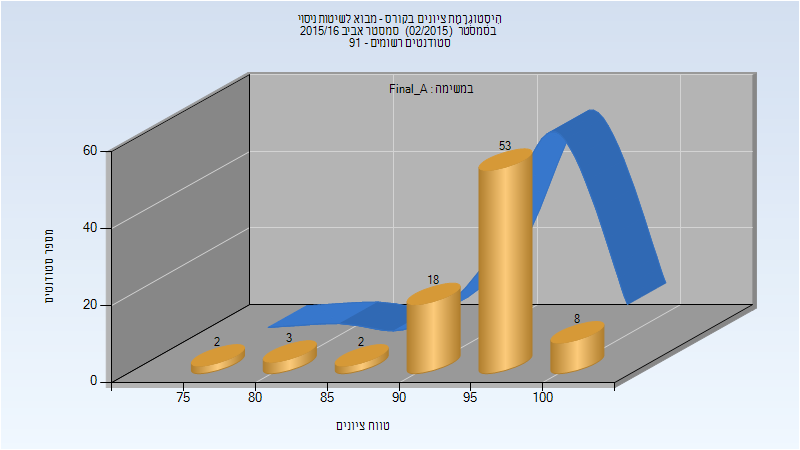 היסטוגרמת ציונים בקורס - מבוא לשיטות ניסוי
בסמסטר (02/2015) סמסטר אביב 2015/16
סטודנטים רשומים - 91
במשימה : Final_A
מספר סטודנטים
60
40
20
0
2
3
2
18
53
8
75
80
85
90
95
100
טווח ציונים